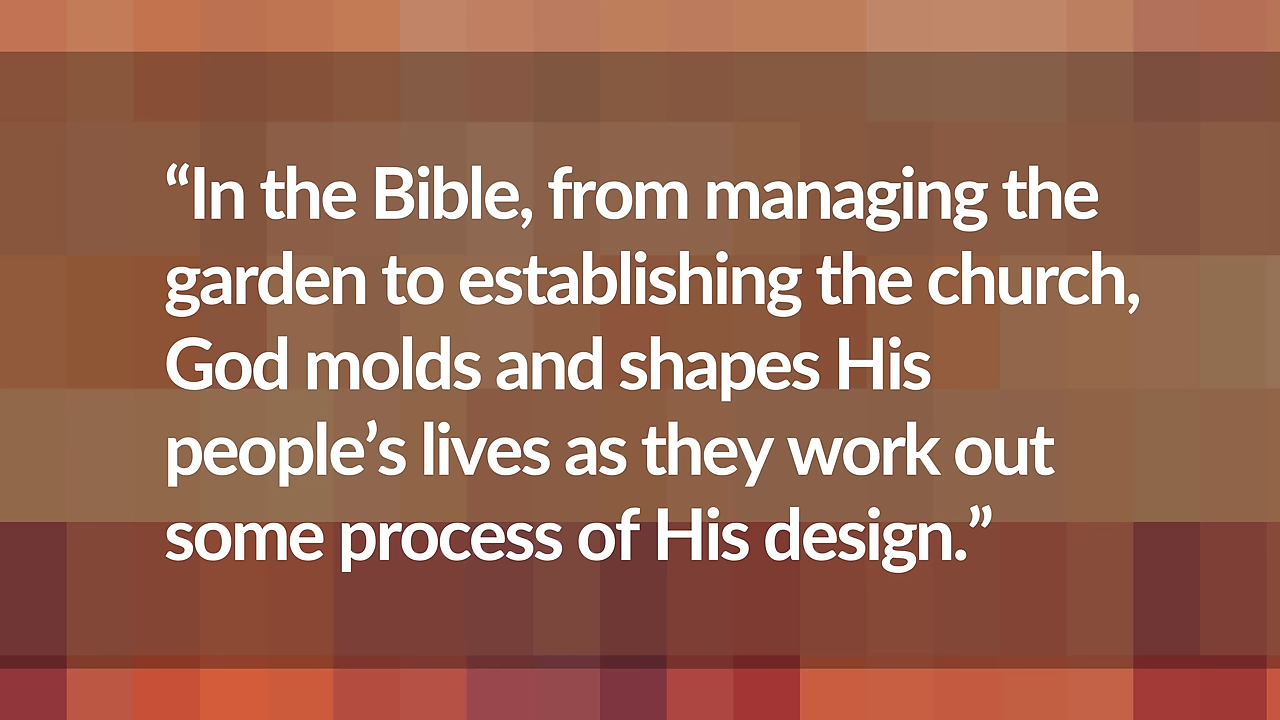 “In the Bible, from managing the
garden to establishing the church,
God molds and shapes His
people’s lives as they work out
some process of His design.”